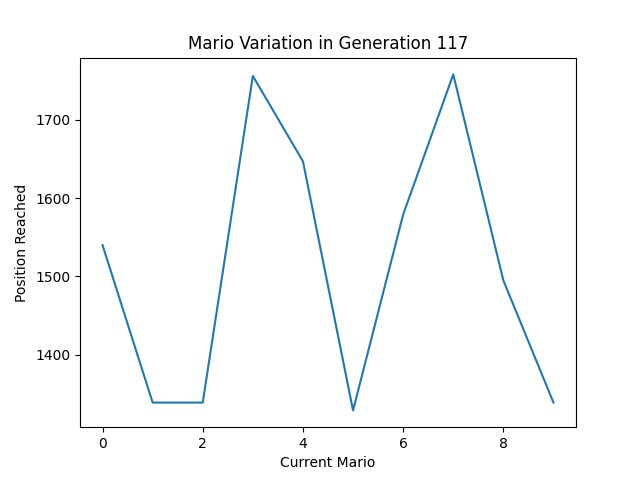 Mario Variation in Generation 117
Position Reached
1700
1600
1500
1400
0 2 4 6 8
Current Mario